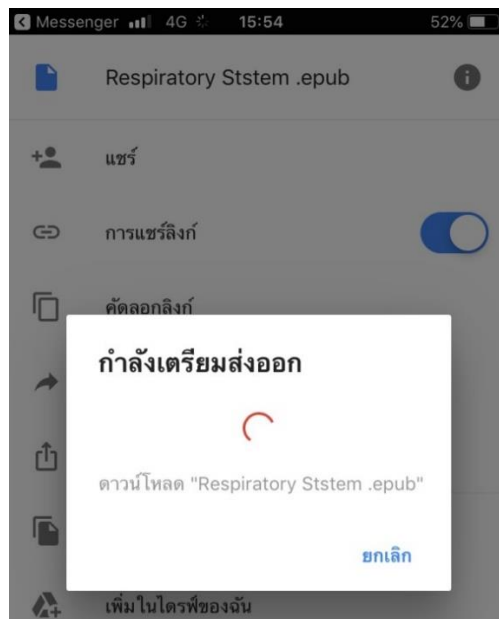 Messenger 4G 15:54 52%
Respiratory Ststem .epub
แชร์
การแชร์ลิงก์
คัดลอกลิงก์
กำลังเตรียมส่งออก
ดาวน์โหลด "Respiratory Ststem .epub"
ยกเลิก
เพิ่มในไดรฟ์ของฉัน